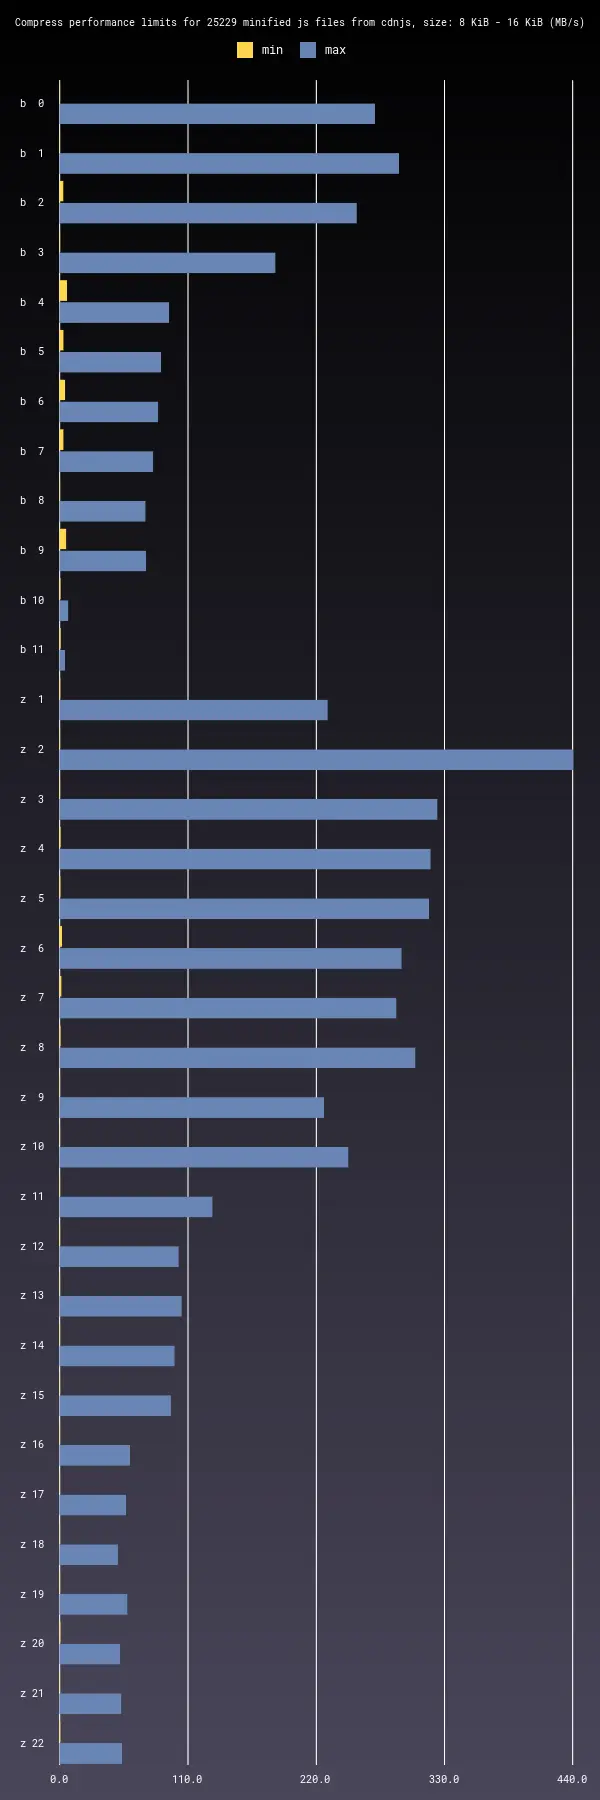 Compress performance limits for 25229 minified js files from cdnjs, size: 8 KiB - 16 KiB (MB/s)
min max
b 0
b 1
b 2
b 3
b 4
b 5
b 6
b 7
b 8
b 9
b 10
b 11
z 1
z 2
z 3
z 4
z 5
z 6
z 7
z 8
z 9
z 10
z 11
z 12
z 13
z 14
z 15
z 16
z 17
z 18
z 19
z 20
z 21
z 22
0.0 110.0 220.0 330.0 440.0